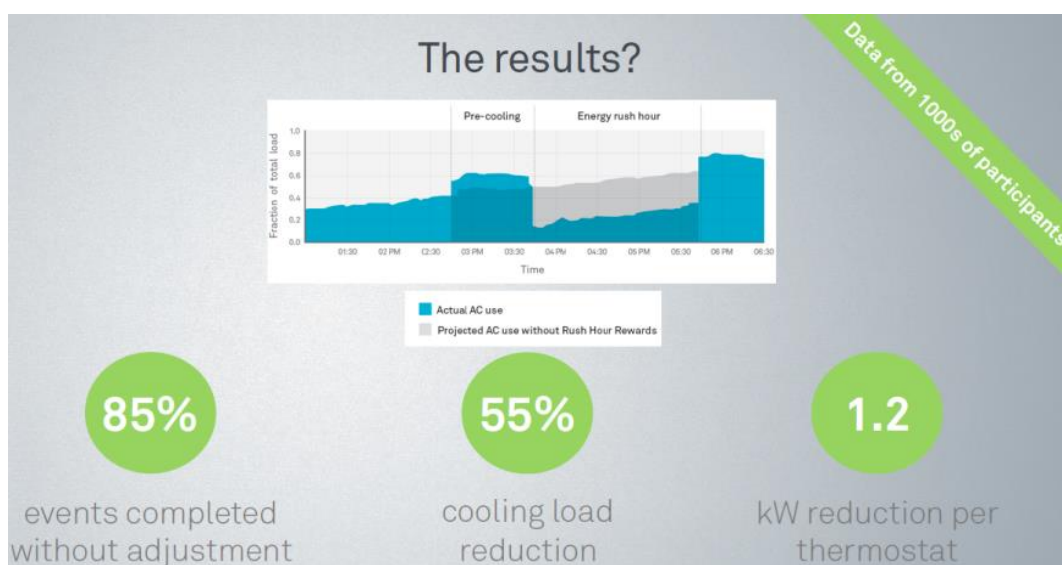 The results?
Data from 1000s of participants
Pre-cooling
Energy rush hour
Fraction of total load
1.0
0.8
0.6
0.4
0.2
0.0
01:30 02 PM 02:30 03 PM 03:30 04 PM 04:30 05 PM 05:30 06 PM 06:30
Time
Actual AC use
Projected AC use without Rush Hour Rewards
85%
events completed
without adjustment
55%
cooling load
reduction
1.2
kW reduction per
thermostat